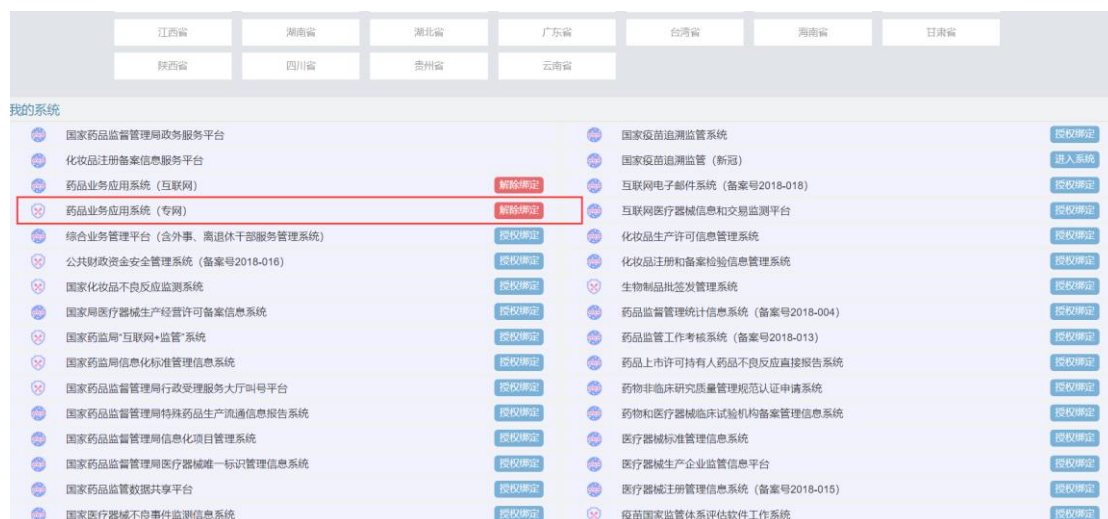 江西省 湖南省 湖北省 广东省 台湾省 海南省 甘肃省
陕西省 四川省 贵州省 云南省
我的系统
国家药品监督管理局政务服务平台 国家疫苗追溯监管系统 授权绑定
化妆品注册备案信息服务平台 国家疫苗追溯监管（新冠） 进入系统
药品业务应用系统（互联网） 解除绑定 互联网电子邮件系统（备案号2018-018） 授权绑定
药品业务应用系统（专网） 解除绑定 互联网医疗器械信息和交易监测平台 授权绑定
综合业务管理平台（含外事、离退休干部服务管理系统） 授权绑定 化妆品生产许可信息管理系统 授权绑定
公共财政资金安全管理系统（备案号2018-016） 授权绑定 化妆品注册和备案检验信息管理系统 授权绑定
国家化妆品不良反应监测系统 授权绑定 生物制品批签发管理系统 授权绑定
国家局医疗器械生产经营许可备案信息系统 授权绑定 药品监督管理统计信息系统（备案号2018-004） 授权绑定
国家药监局“互联网+监管”系统 授权绑定 药品监管工作考核系统（备案号2018-013） 授权绑定
国家药监局信息化标准管理信息系统 授权绑定 药品上市许可持有人药品不良反应直接报告系统 授权绑定
国家药品监督管理局行政受理服务大厅叫号平台 授权绑定 药物非临床研究质量管理规范认证申请系统 授权绑定
国家药品监督管理局特殊药品生产流通信息报告系统 授权绑定 药物和医疗器械临床试验机构备案管理信息系统 授权绑定
国家药品监督管理局信息化项目管理系统 授权绑定 医疗器械标准管理信息系统 授权绑定
国家药品监督管理局医疗器械唯一标识管理信息系统 授权绑定 医疗器械生产企业监管信息平台 授权绑定
国家药品监管数据共享平台 授权绑定 医疗器械注册管理信息系统（备案号2018-015） 授权绑定
国家医疗器械不良事件监测信息系统 授权绑定 疫苗国家监管体系评估软件工作系统 授权绑定